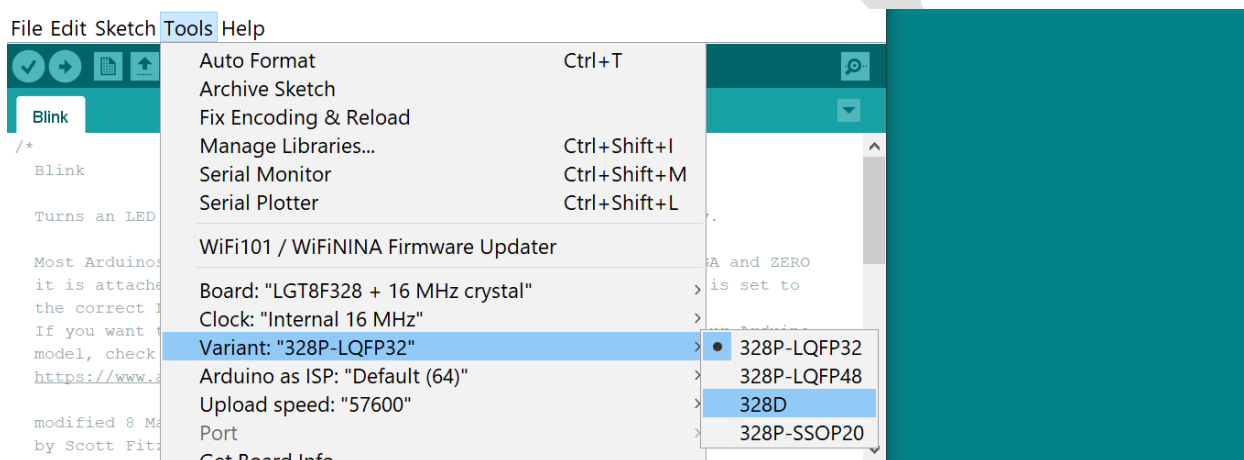 File Edit Sketch Tools Help
Auto Format Ctrl+T
Archive Sketch
Fix Encoding & Reload
Blink
Manage Libraries... Ctrl+Shift+I
/*
Blink
Serial Monitor Ctrl+Shift+M
Serial Plotter Ctrl+Shift+L
Turns an LED
WiFi101 / WiFiNINA Firmware Updater
Most Arduinos and ZERO
it is attache is set to
Board: "LGT8F328 + 16 MHz crystal"
the correct
Clock: "Internal 16 MHz"
If you want
Variant: "328P-LQFP32"
328P-LQFP32
model, check
Arduino as ISP: "Default (64)"
328P-LQFP48
https://www.a
Upload speed: "57600"
328D
modified 8 Ma
Port
328P-SSOP20
by Scott Fitz
Get Board Info